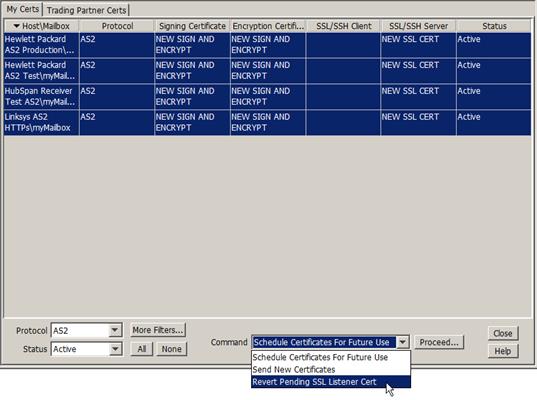 My Certs Trading Partner Certs
Host\Mailbox Protocol Signing Certificate Encryption Certifi... SSL/SSH Client SSL/SSH Server Status
Hewlett Packard AS2 NEW SIGN AND NEW SIGN AND NEW SSL CERT Active
AS2 Production\... ENCRYPT ENCRYPT
Hewlett Packard AS2 NEW SIGN AND NEW SIGN AND NEW SSL CERT Active
AS2 Test\myMail... ENCRYPT ENCRYPT
HubSpan Receiver AS2 NEW SIGN AND NEW SIGN AND NEW SSL CERT Active
Test AS2\myMail... ENCRYPT ENCRYPT
Linksys AS2 AS2 NEW SIGN AND NEW SIGN AND NEW SSL CERT Active
HTTPs\myMailbox ENCRYPT ENCRYPT
Protocol AS2 More Filters...
Status Active All None
Command Schedule Certificates For Future Use Proceed...
Schedule Certificates For Future Use
Send New Certificates
Revert Pending SSL Listener Cert
Close
Help